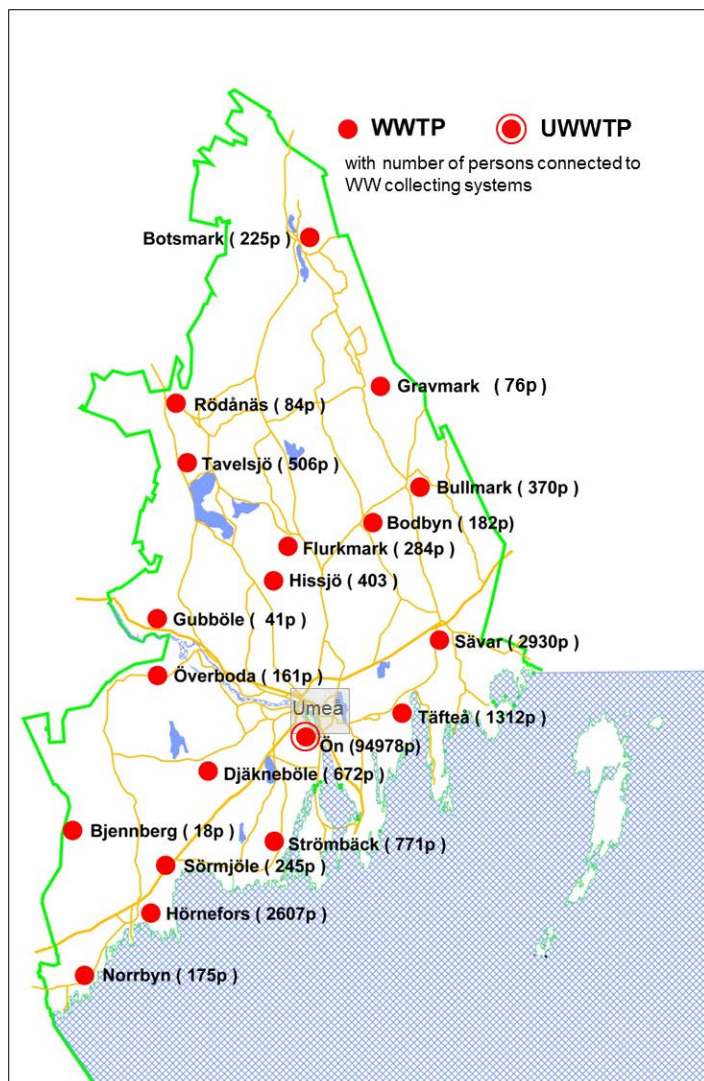 WWTP
UWWTP
with number of persons connected to
WW collecting systems
Botsmark ( 225p )
Gravmark ( 76p )
Rödånäs ( 84p )
Tavelsjö ( 506p )
Bullmark ( 370p )
Bodbyn ( 182p)
Flurkmark ( 284p )
Hissjö ( 403 )
Gubböle ( 41p )
Sävar ( 2930p )
Överboda ( 161p )
Umeå
Täfteå ( 1312p )
Ön (94978p)
Djäkneböle ( 672p )
Bjennberg ( 18p )
Strömbäck ( 771p )
Sörmjöle ( 245p )
Hörnefors ( 2607p )
Norrbyn ( 175p )